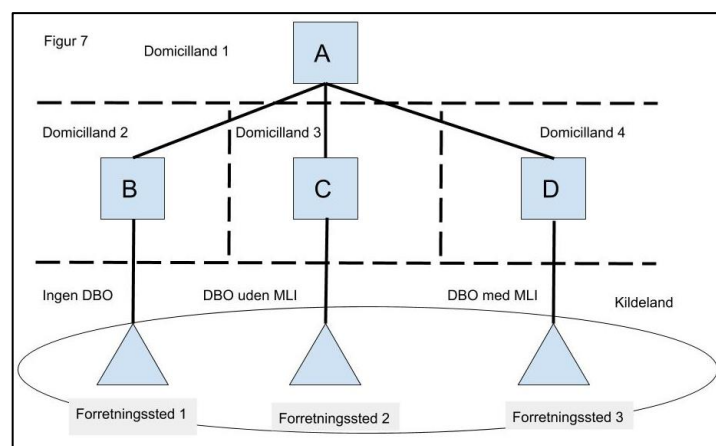 Figur 7
Domicilland 1
A
Domicilland 2
Domicilland 3
Domicilland 4
B
C
D
Ingen DBO
DBO uden MLI
DBO med MLI
Kildeland
Forretningssted 1
Forretningssted 2
Forretningssted 3